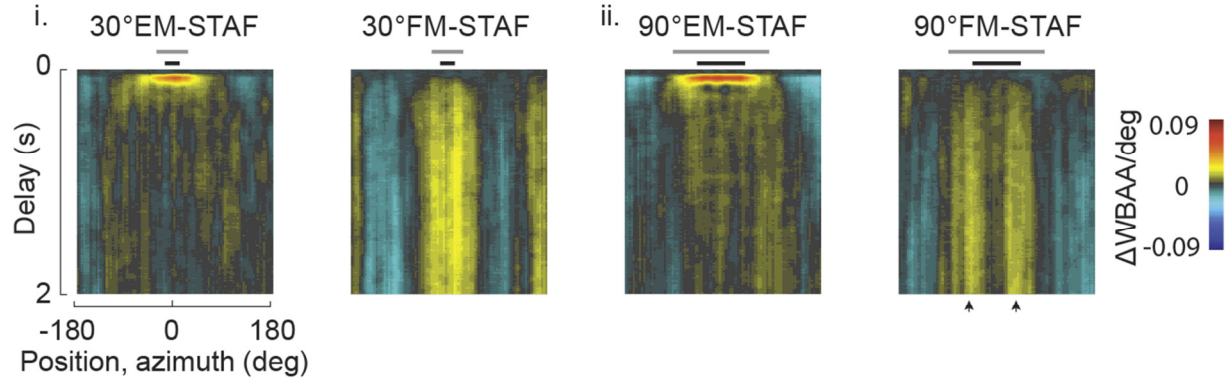 i.
30°EM-STAF
30°FM-STAF
ii.
90°EM-STAF
90°FM-STAF
0
Delay (s)
2
-180
0
180
Position, azimuth (deg)
0.09
0
-0.09
ΔWBAA/deg